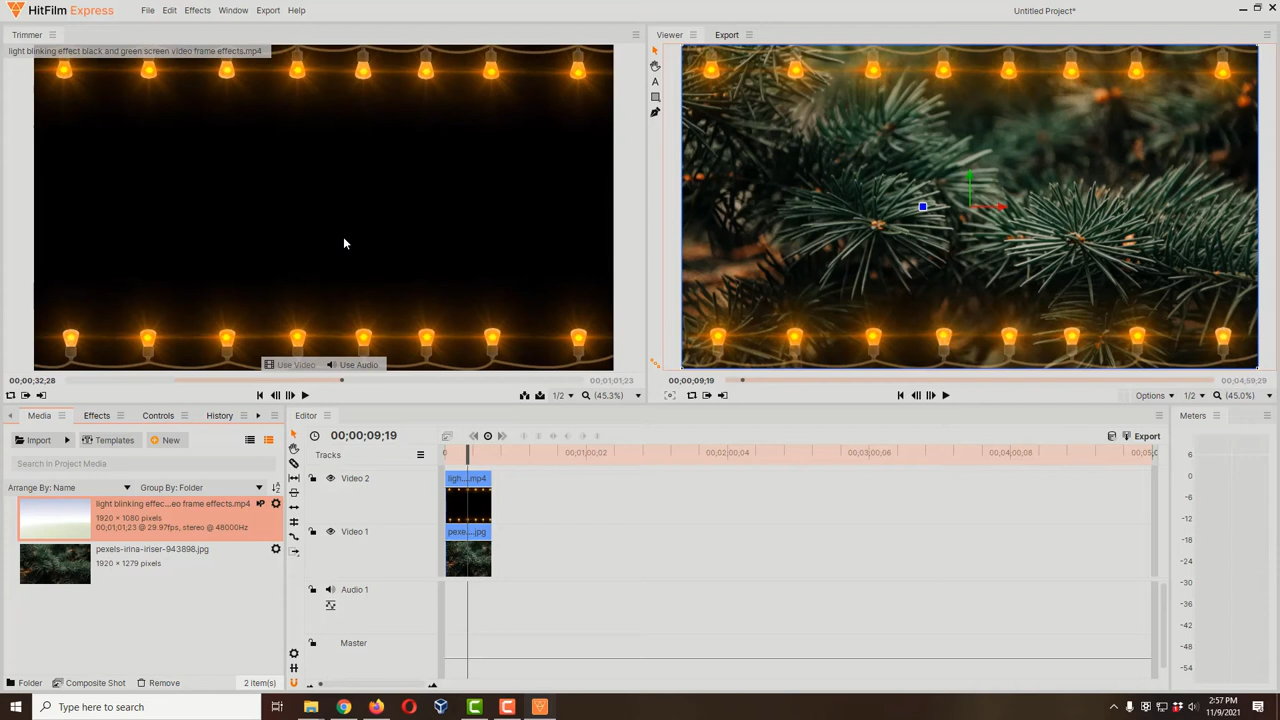 HitFilm Express
File Edit Effects Window Export Help
Untitled Project*
Trimmer
Viewer Export
light blinking effect black and green screen video frame effects.mp4
A
Use Video Use Audio
00;00;32;28
00;01;01;23
00;00;09;19
00;04;59;29
1/2
(45.3%)
Options
1/2
(45.0%)
Media Effects Controls History
Editor
Meters
Import Templates New
00;00;09;19
Export
Search in Project Media
Tracks
0 00;01;00;02 00;02;00;04 00;03;00;06 00;04;00;08 00;05;0
Arrange By: Name Group By: Folder
light blinking effec...eo frame effects.mp4
1920 × 1080 pixels
00;01;01;23 @ 29.97fps, stereo @ 48000Hz
pexels-irina-iriser-943898.jpg
1920 × 1279 pixels
Video 2
ligh....mp4
Video 1
pexe....jpg
Audio 1
Master
6
0
-6
-12
-18
-24
-30
-36
-42
-48
-54
Folder Composite Shot Remove 2 item(s)
Type here to search
2:57 PM
11/9/2021